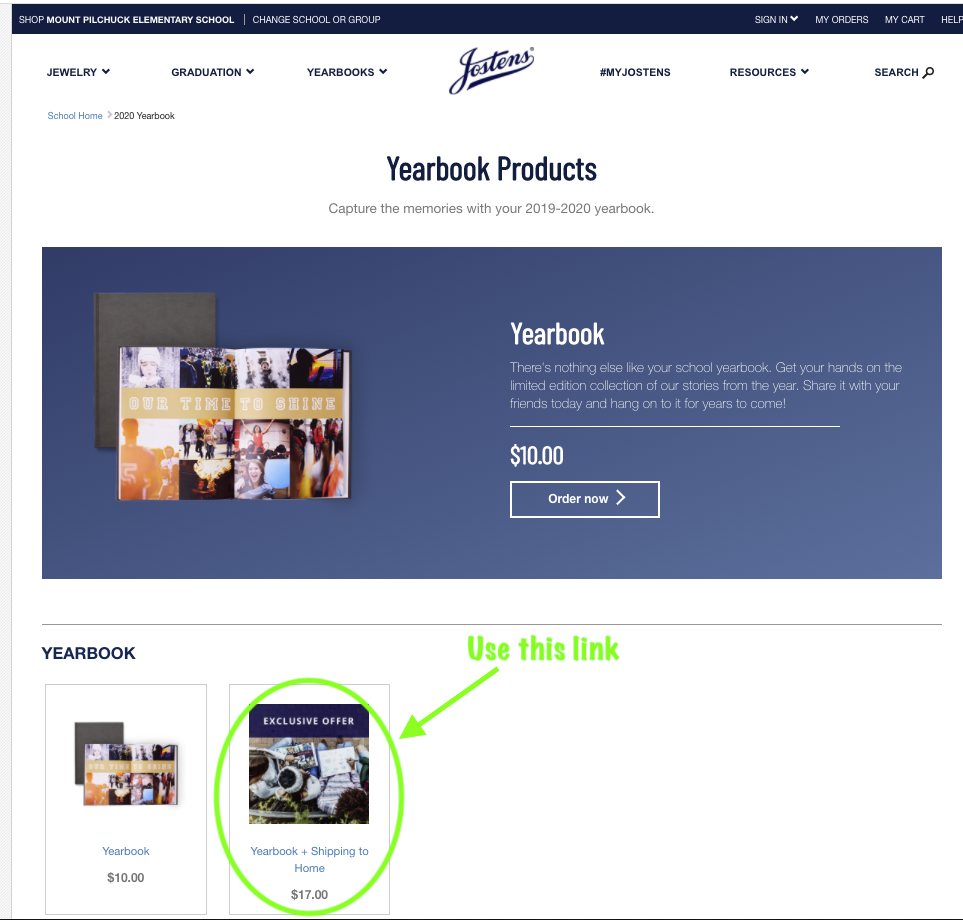 SHOP MOUNT PILCHUCK ELEMENTARY SCHOOL | CHANGE SCHOOL OR GROUP SIGN IN MY ORDERS MY CART HELP
JEWELRY GRADUATION YEARBOOKS Jostens® #MYJOSTENS RESOURCES SEARCH
School Home > 2020 Yearbook
Yearbook Products
Capture the memories with your 2019-2020 yearbook.
OUR TIME TO SHINE
Yearbook
There's nothing else like your school yearbook. Get your hands on the
limited edition collection of our stories from the year. Share it with your
friends today and hang on to it for years to come!
$10.00
Order now >
Use this link
YEARBOOK
EXCLUSIVE OFFER
OUR TIME TO SHINE
Yearbook
$10.00
Yearbook + Shipping to
Home
$17.00